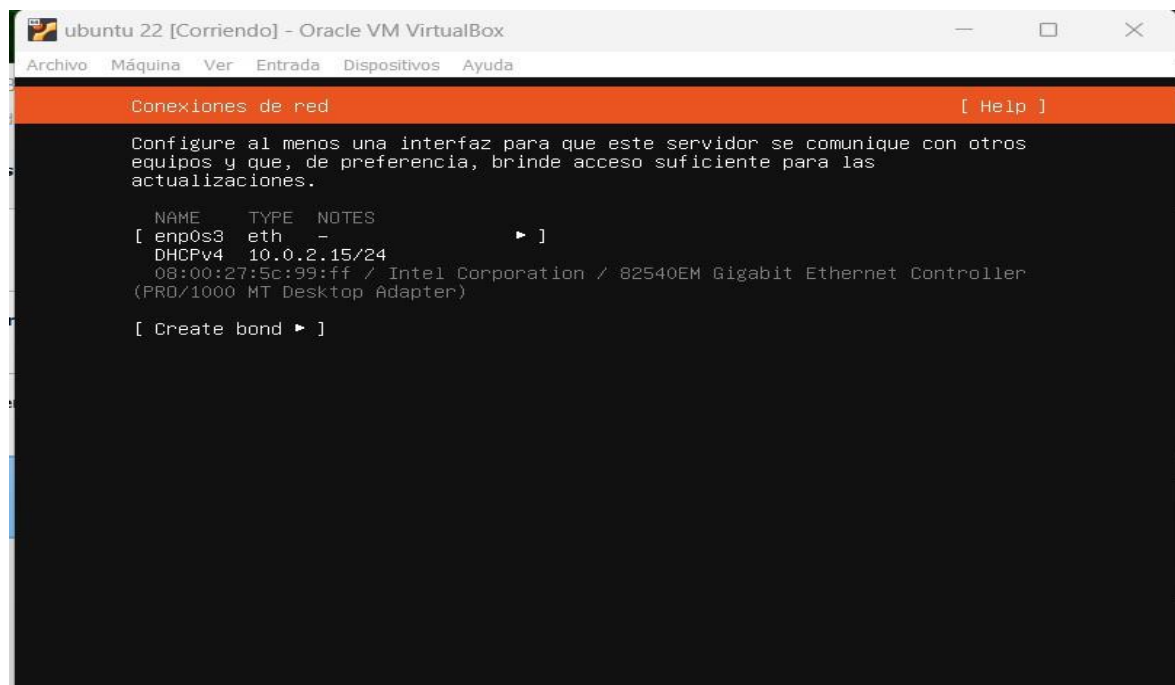 ubuntu 22 [Corriendo] - Oracle VM VirtualBox
Archivo Máquina Ver Entrada Dispositivos Ayuda
Conexiones de red [ Help ]
Configure al menos una interfaz para que este servidor se comunique con otros
equipos y que, de preferencia, brinde acceso suficiente para las
actualizaciones.
NAME TYPE NOTES
[ enp0s3 eth - ▸ ]
DHCPv4 10.0.2.15/24
08:00:27:5c:99:ff / Intel Corporation / 82540EM Gigabit Ethernet Controller
(PRO/1000 MT Desktop Adapter)
[ Create bond ▸ ]